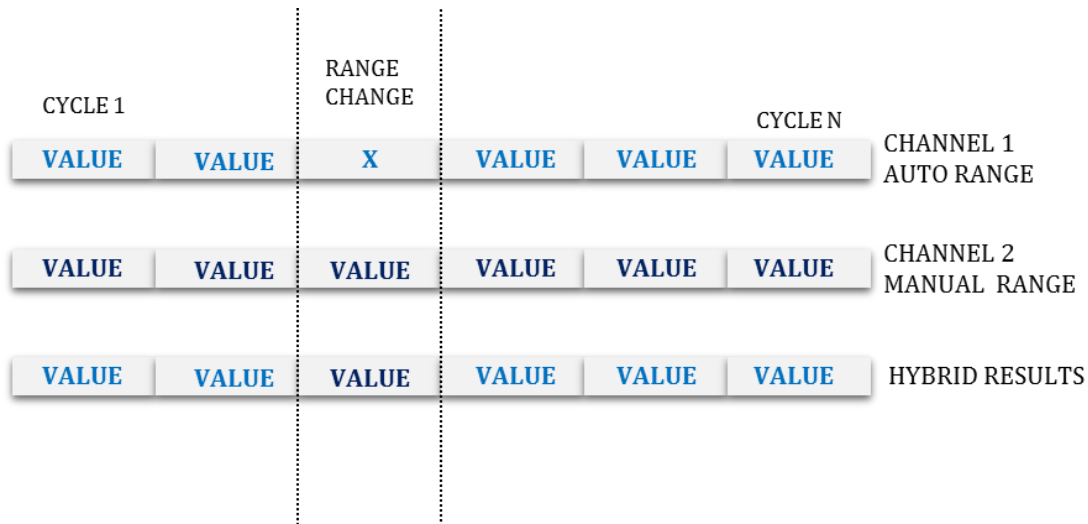 RANGE
CHANGE
CYCLE 1
CYCLE N
VALUE VALUE X VALUE VALUE VALUE
CHANNEL 1
AUTO RANGE
VALUE VALUE VALUE VALUE VALUE VALUE
CHANNEL 2
MANUAL RANGE
VALUE VALUE VALUE VALUE VALUE VALUE
HYBRID RESULTS